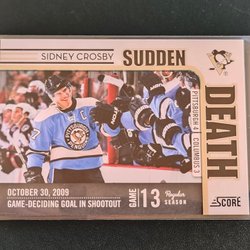 SIDNEY CROSBY
SUDDEN
DEATH
PITTSBURGH 4
COLUMBUS 3
OCTOBER 30, 2009
GAME-DECIDING GOAL IN SHOOTOUT
GAME 13 Regular SEASON
SCORE